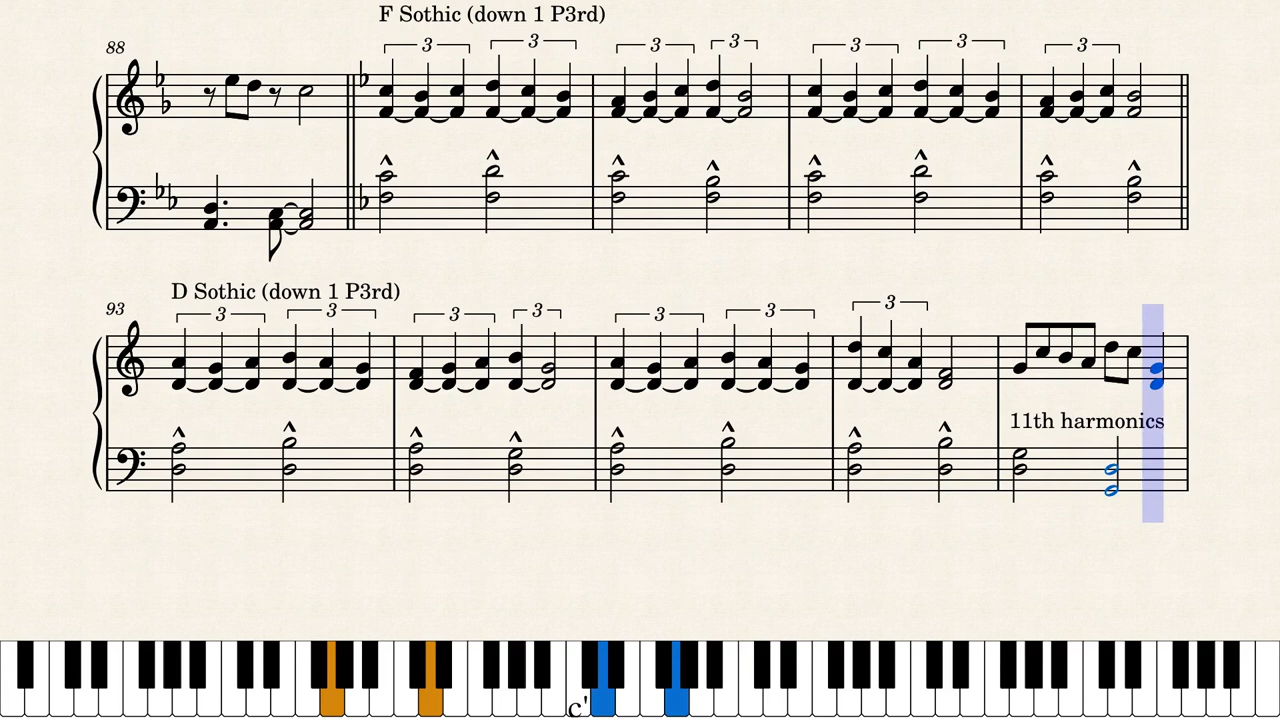 F Sothic (down 1 P3rd)
88
3 3 3 3 3 3 3
D Sothic (down 1 P3rd)
93
3 3 3 3 3 3 3
11th harmonics
c'